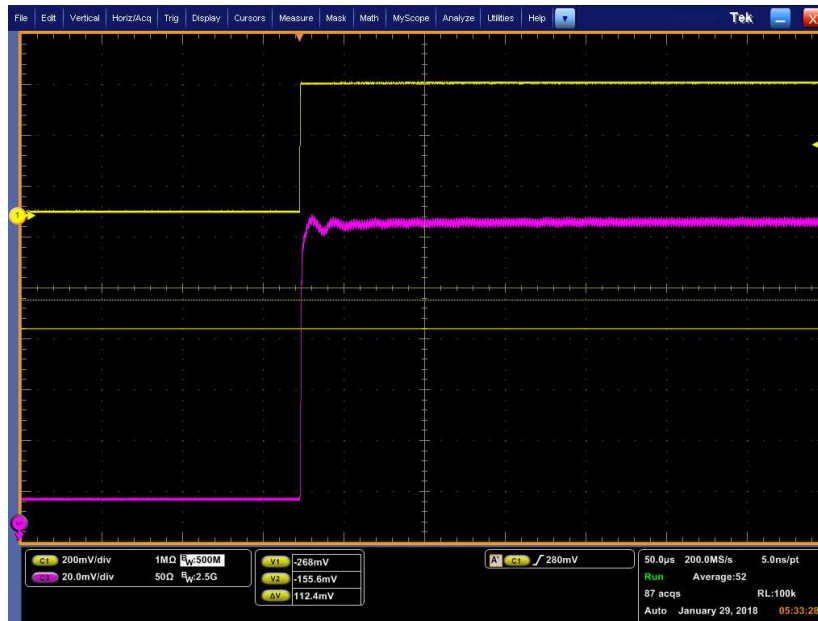 File Edit Vertical Horiz/Acq Trig Display Cursors Measure Mask Math MyScope Analyze Utilities Help Tek X
1
C1 200mV/div 1MΩ BW:500M
C3 20.0mV/div 50Ω BW:2.5G
V1 -268mV
V2 -155.6mV
ΔV 112.4mV
A' C1 280mV
50.0µs 200.0MS/s 5.0ns/pt
Run Average:52
87 acqs RL:100k
Auto January 29, 2018 05:33:28